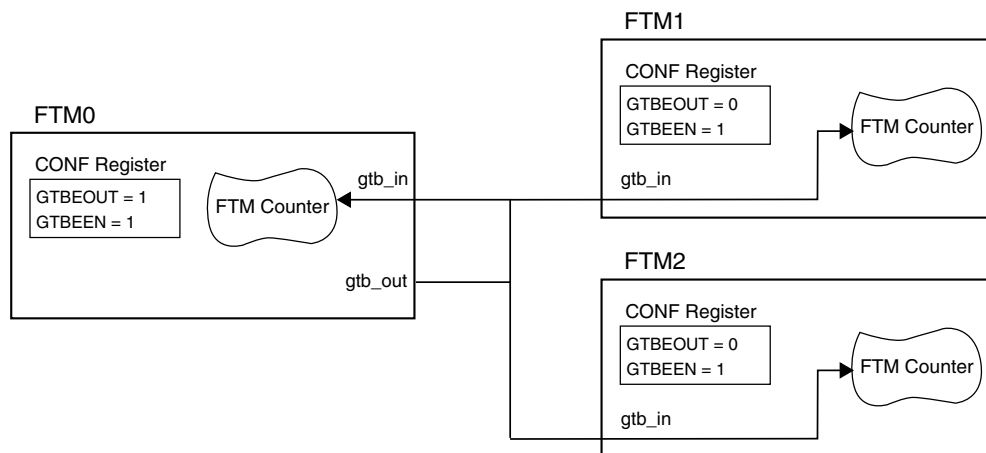 FTM0
CONF Register
GTBEOUT = 1
GTBEEN = 1
FTM Counter
gtb_in
gtb_out
FTM1
CONF Register
GTBEOUT = 0
GTBEEN = 1
FTM Counter
gtb_in
FTM2
CONF Register
GTBEOUT = 0
GTBEEN = 1
FTM Counter
gtb_in